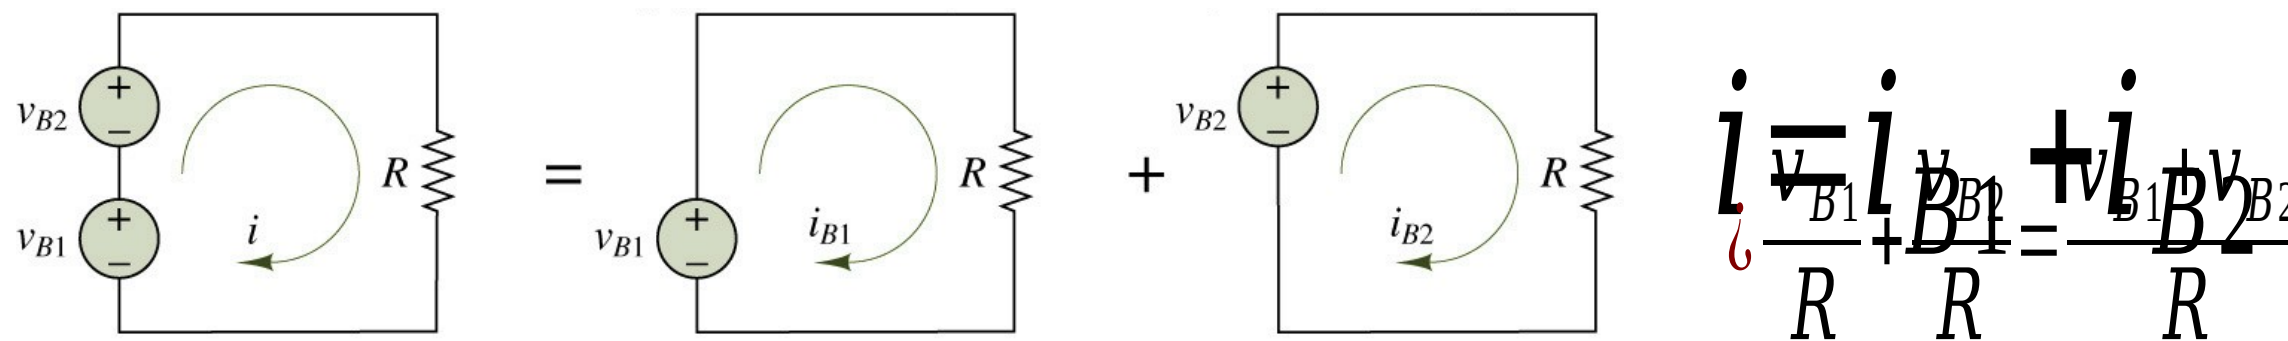 +
v_B2
−
R
+
v_B1
−
i
=
R
+
v_B1
−
i_B1
+
+
v_B2
−
R
i_B2
i = i_B1 + i_B2
¿ v_B1/R + v_B2/R = (v_B1 + v_B2)/R